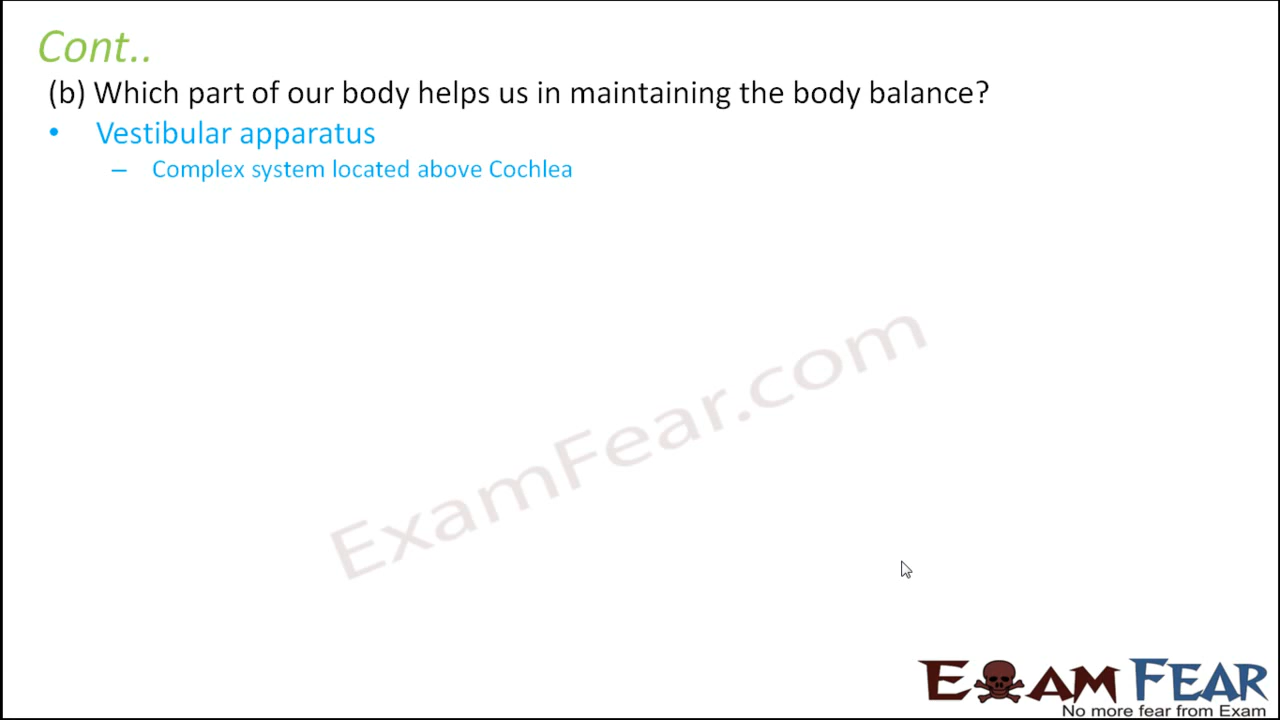 Cont..
(b) Which part of our body helps us in maintaining the body balance?
• Vestibular apparatus
– Complex system located above Cochlea
ExamFear.com
EXAM FEAR
No more fear from Exam